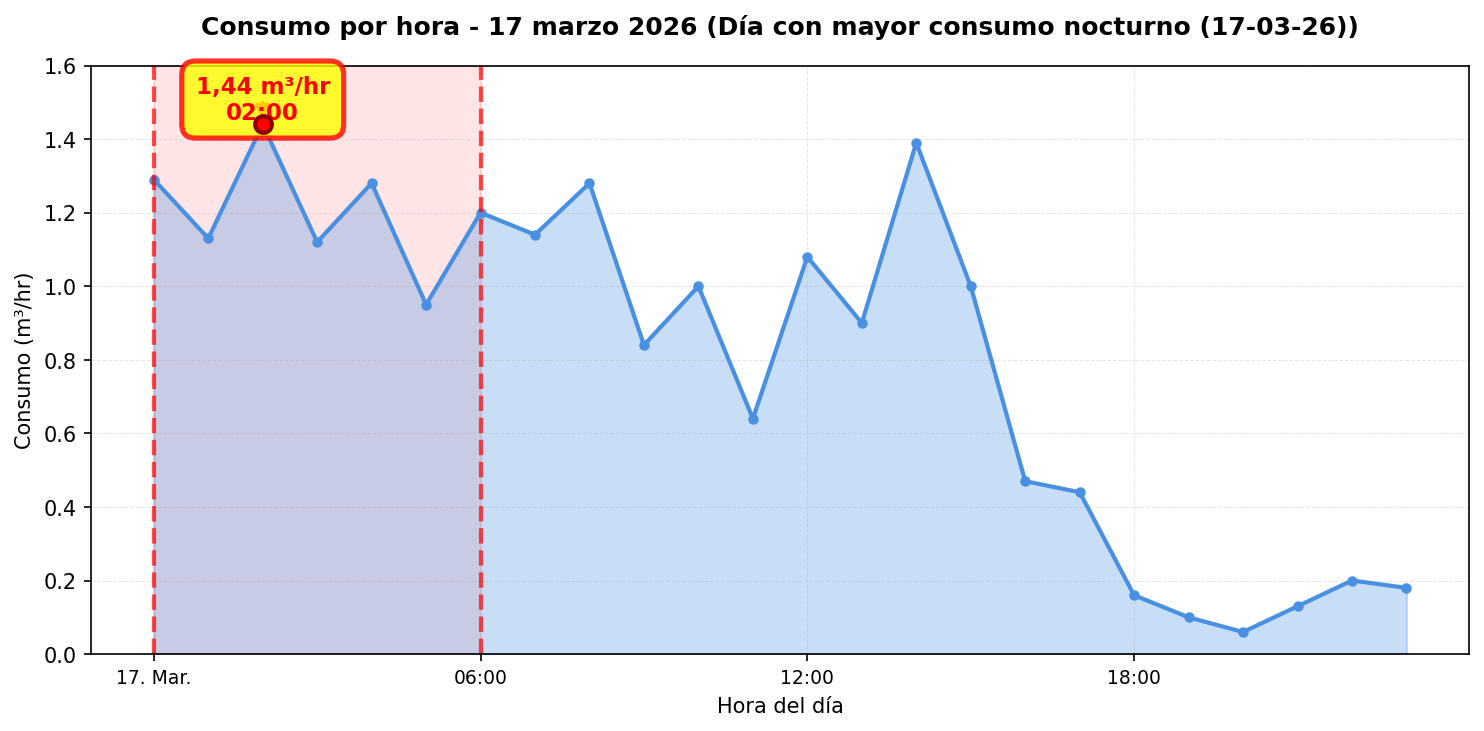 Consumo por hora - 17 marzo 2026 (Día con mayor consumo nocturno (17-03-26))
1,44 m³/hr
02:00
Consumo (m³/hr)
1.6
1.4
1.2
1.0
0.8
0.6
0.4
0.2
0.0
17. Mar.
06:00
12:00
18:00
Hora del día